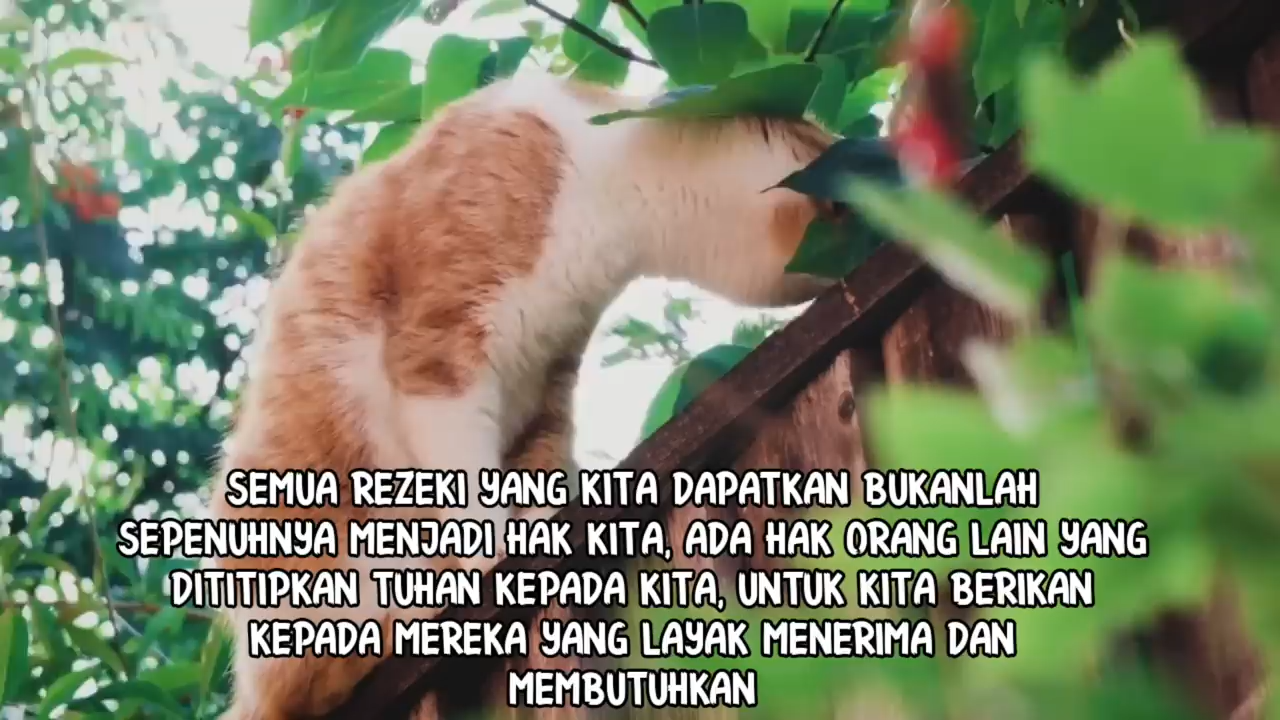 SEMUA REZEKI YANG KITA DAPATKAN BUKANLAH
SEPENUHNYA MENJADI HAK KITA, ADA HAK ORANG LAIN YANG
DITITIPKAN TUHAN KEPADA KITA, UNTUK KITA BERIKAN
KEPADA MEREKA YANG LAYAK MENERIMA DAN
MEMBUTUHKAN